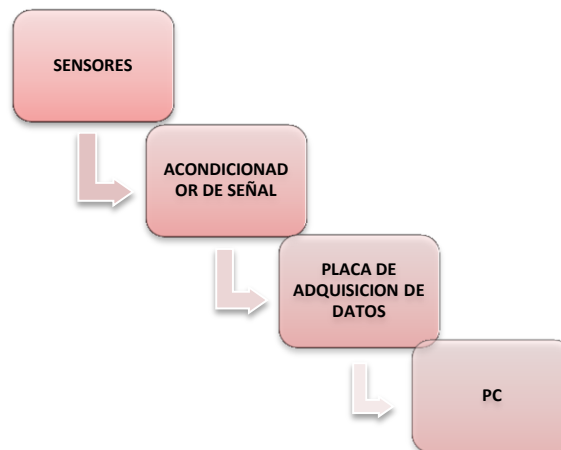 SENSORES
ACONDICIONAD
OR DE SEÑAL
PLACA DE
ADQUISICION DE
DATOS
PC